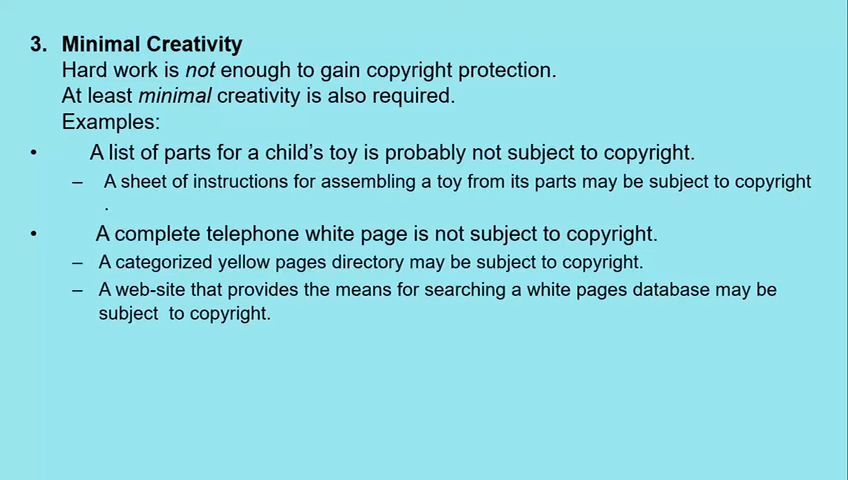 3. Minimal Creativity
Hard work is not enough to gain copyright protection.
At least minimal creativity is also required.
Examples:
• A list of parts for a child's toy is probably not subject to copyright.
– A sheet of instructions for assembling a toy from its parts may be subject to copyright
.
• A complete telephone white page is not subject to copyright.
– A categorized yellow pages directory may be subject to copyright.
– A web-site that provides the means for searching a white pages database may be
subject to copyright.